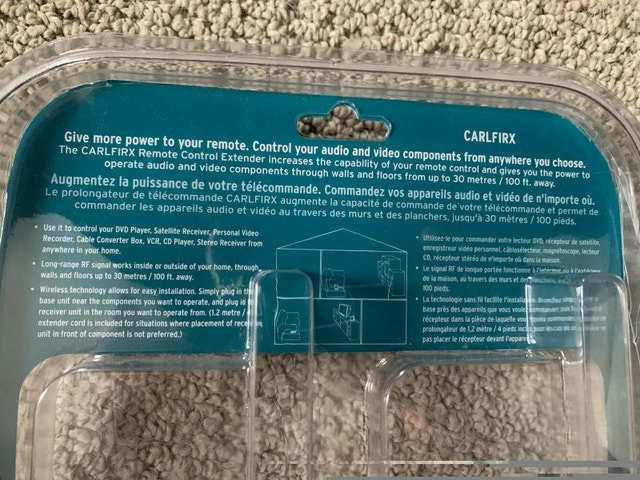 CARLFIRX
Give more power to your remote. Control your audio and video components from anywhere you choose.
The CARLFIRX Remote Control Extender increases the capability of your remote control and gives you the power to
operate audio and video components through walls and floors from up to 30 metres / 100 ft. away.
Augmentez la puissance de votre télécommande. Commandez vos appareils audio et vidéo de n'importe où.
Le prolongateur de télécommande CARLFIRX augmente la capacité de commande de votre télécommande et permet de
commander les appareils audio et vidéo au travers des murs et des planchers, jusqu'à 30 mètres / 100 pieds.
• Use it to control your DVD Player, Satellite Receiver, Personal Video
Recorder, Cable Converter Box, VCR, CD Player, Stereo Receiver from
anywhere in your home.
• Long-range RF signal works inside or outside of your home, through
walls and floors up to 30 metres / 100 ft. away.
• Wireless technology allows for easy installation. Simply plug in the
base unit near the components you want to operate, and plug in the
receiver unit in the room you want to operate from. (1.2 metre / 4
extender cord is included for situations where placement of receiver
unit in front of component is not preferred.)
• Utilisez-le pour commander votre lecteur DVD, récepteur de satellite,
enregistreur vidéo personnel, câblosélecteur, magnétoscope, lecteur
CD, récepteur stéréo de n'importe où dans la maison.
• Le signal RF de longue portée fonctionne à l'intérieur ou à l'extérieur
de la maison, au travers des murs et des
100 pieds.
• La technologie sans fil facilite l'installation.
base près des appareils que vous voulez commander, puis
récepteur dans la pièce de laquelle vous
prolongateur de 1,2 mètre / 4 pieds inclus pour les cas où
pas placer le récepteur devant l'appareil.